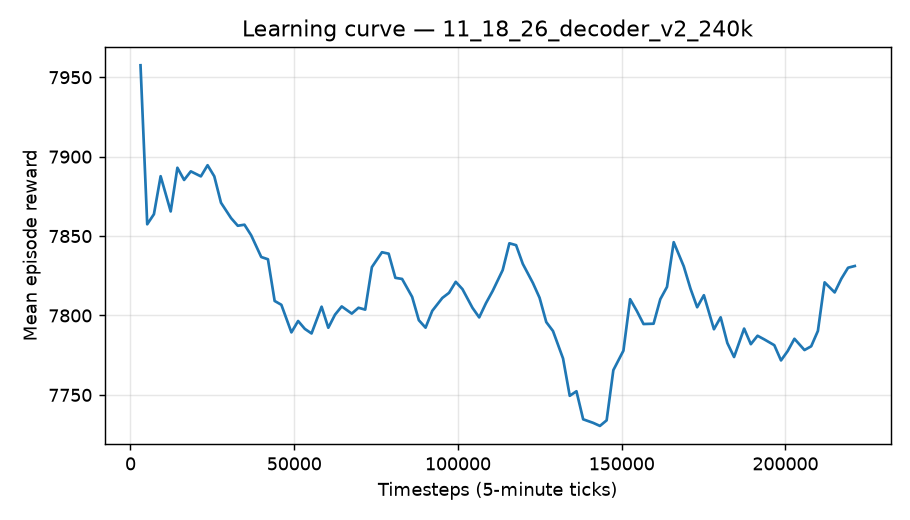 Learning curve — 11_18_26_decoder_v2_240k
Mean episode reward
7950
7900
7850
7800
7750
0 50000 100000 150000 200000
Timesteps (5-minute ticks)